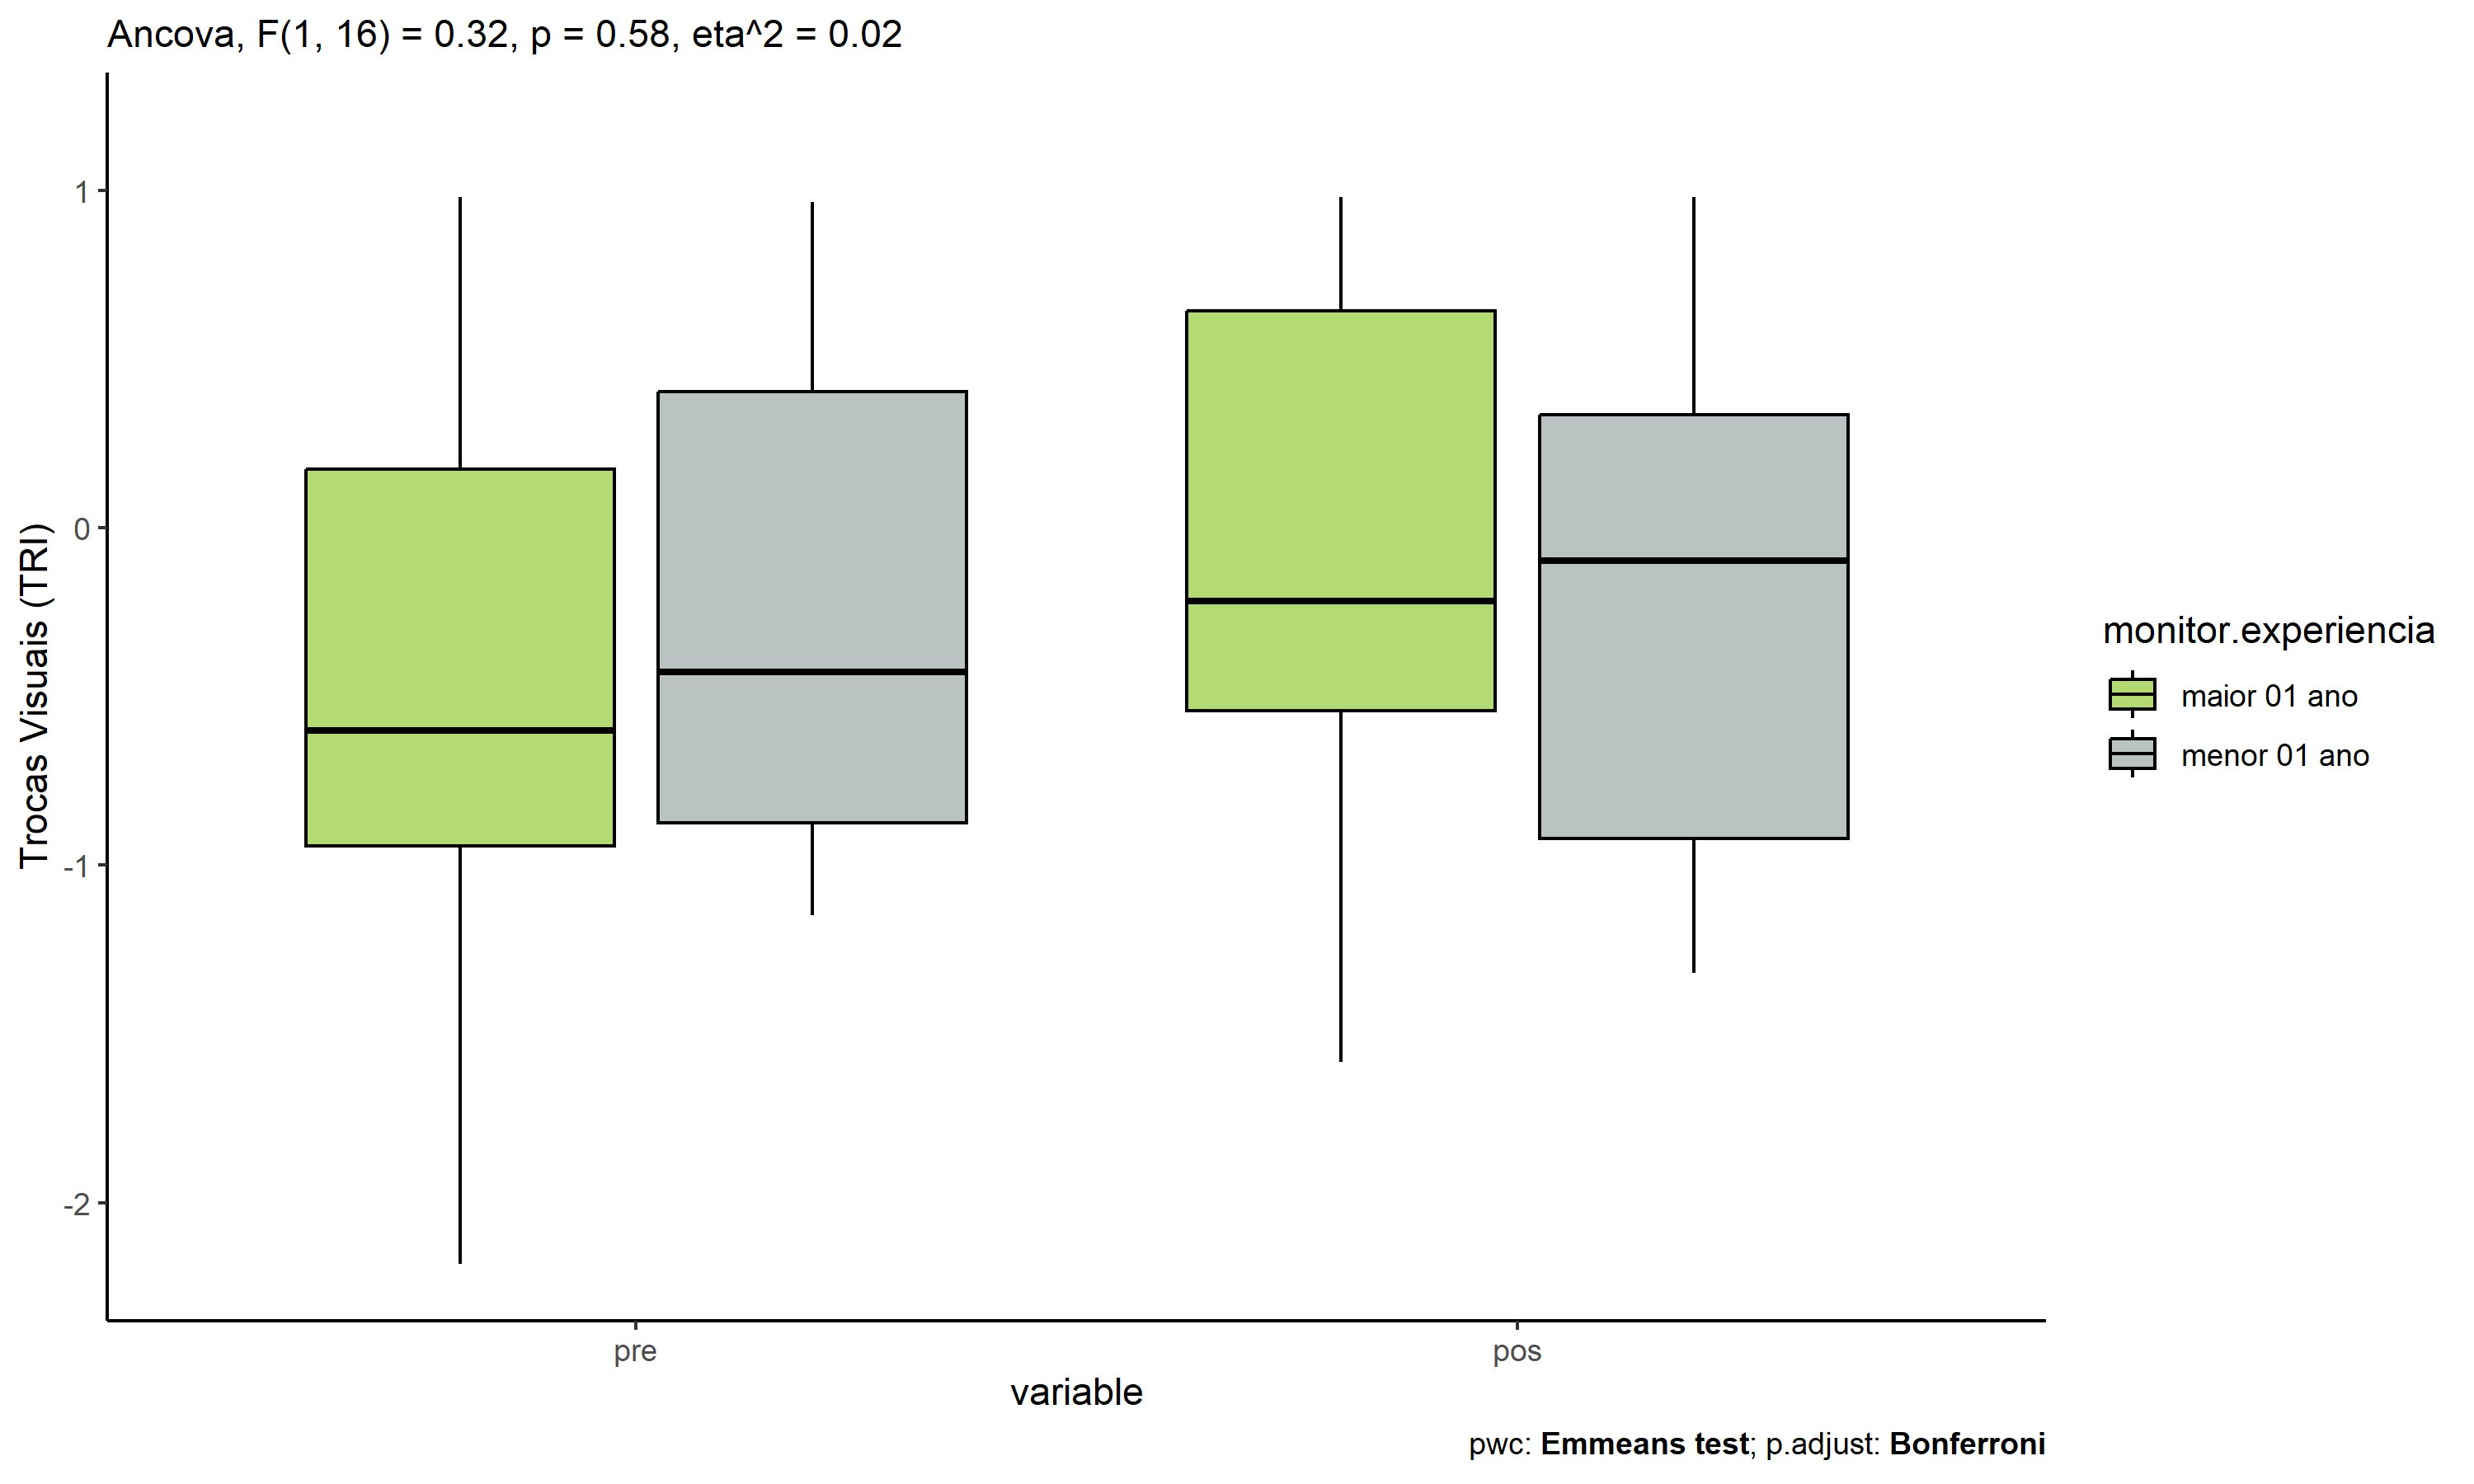 Ancova, F(1, 16) = 0.32, p = 0.58, eta^2 = 0.02
Trocas Visuais (TRI)
1
0
-1
-2
pre
pos
variable
monitor.experiencia
maior 01 ano
menor 01 ano
pwc: Emmeans test; p.adjust: Bonferroni